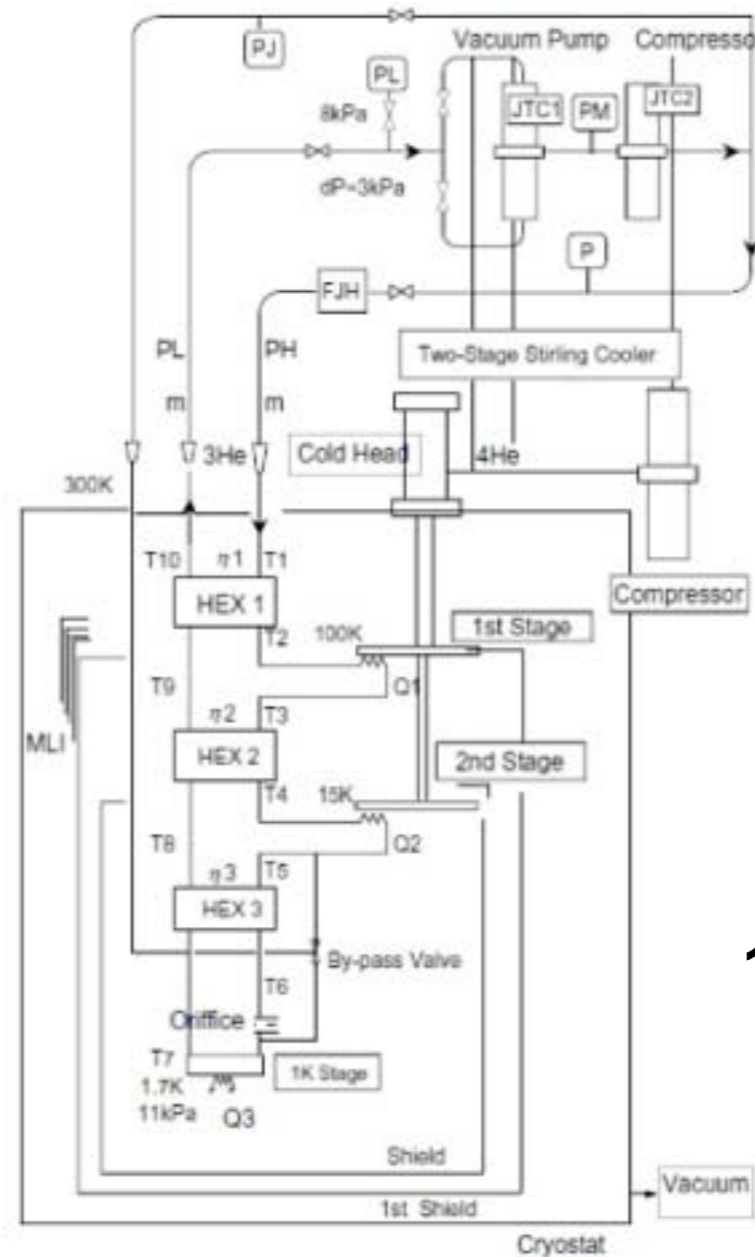 PJ
Vacuum Pump
Compressor
PL
8kPa
JTC1
PM
JTC2
dP=3kPa
P
FJH
PL
PH
Two-Stage Stirling Cooler
m
m
3He
Cold Head
4He
300K
T10
η1
T1
HEX 1
Compressor
T2
100K
1st Stage
T9
Q1
η2
T3
MLI
HEX 2
2nd Stage
T4
15K
T8
Q2
η3
T5
HEX 3
By-pass Valve
T6
Oriffice
T7
1K Stage
1.7K
11kPa
Q3
Shield
Vacuum
1st Shield
Cryostat